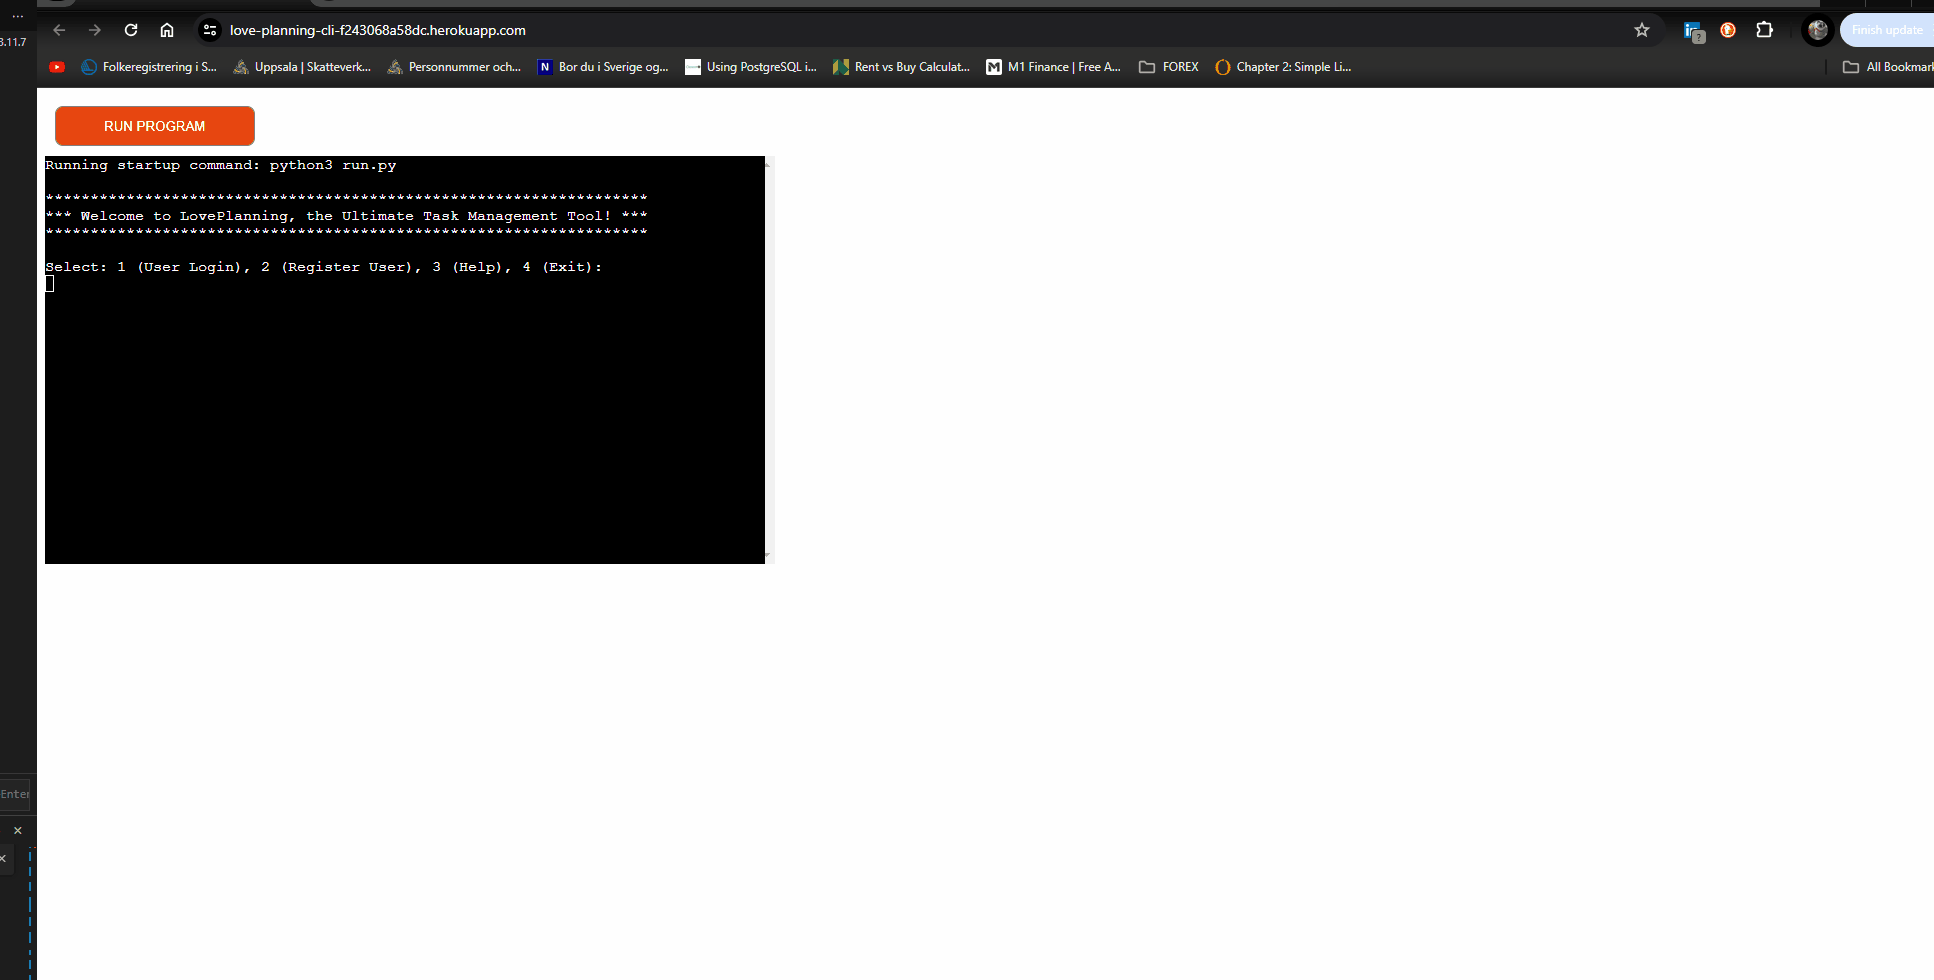 ...
3.11.7
love-planning-cli-f243068a58dc.herokuapp.com
in ?
Finish update
Folkeregistrering i S...
Uppsala | Skatteverk...
Personnummer och...
N Bor du i Sverige og...
Using PostgreSQL i...
Rent vs Buy Calculat...
M M1 Finance | Free A...
FOREX
Chapter 2: Simple Li...
All Bookmark
RUN PROGRAM
Running startup command: python3 run.py
*******************************************************************
*** Welcome to LovePlanning, the Ultimate Task Management Tool! ***
*******************************************************************
Select: 1 (User Login), 2 (Register User), 3 (Help), 4 (Exit):
Enter